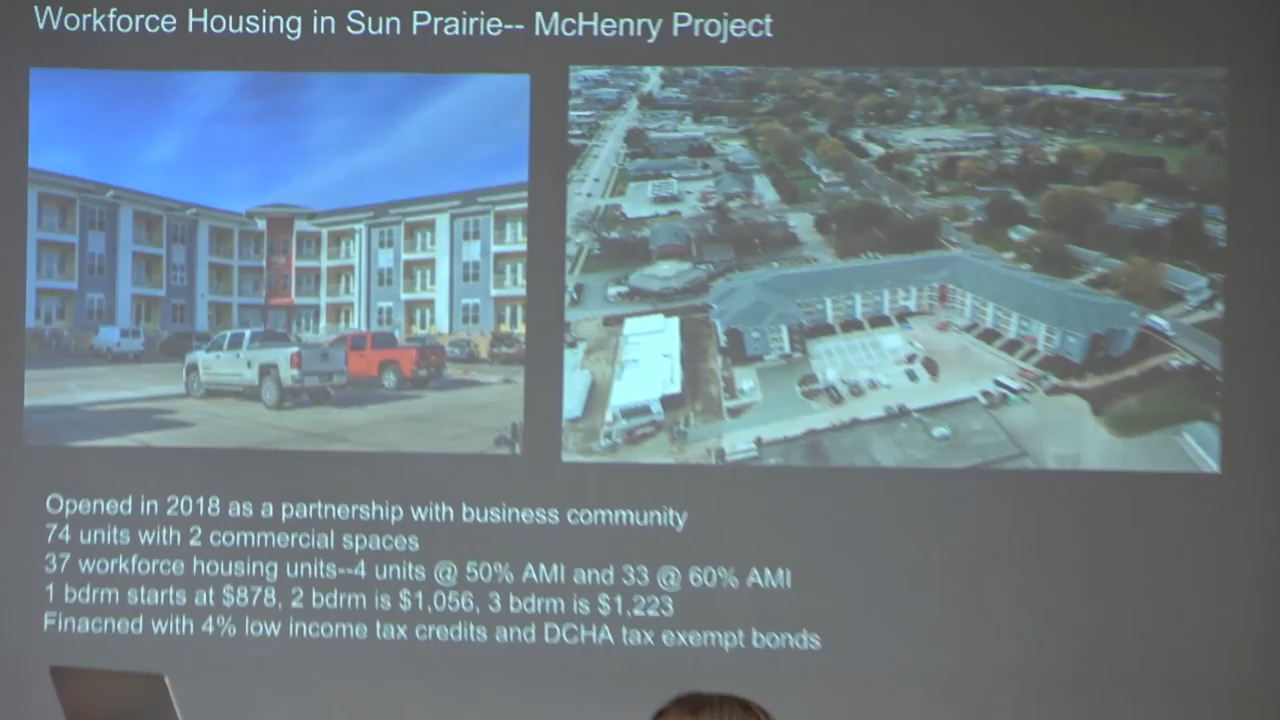 Workforce Housing in Sun Prairie-- McHenry Project
Opened in 2018 as a partnership with business community
74 units with 2 commercial spaces
37 workforce housing units--4 units @ 50% AMI and 33 @ 60% AMI
1 bdrm starts at $878, 2 bdrm is $1,056, 3 bdrm is $1,223
Finacned with 4% low income tax credits and DCHA tax exempt bonds